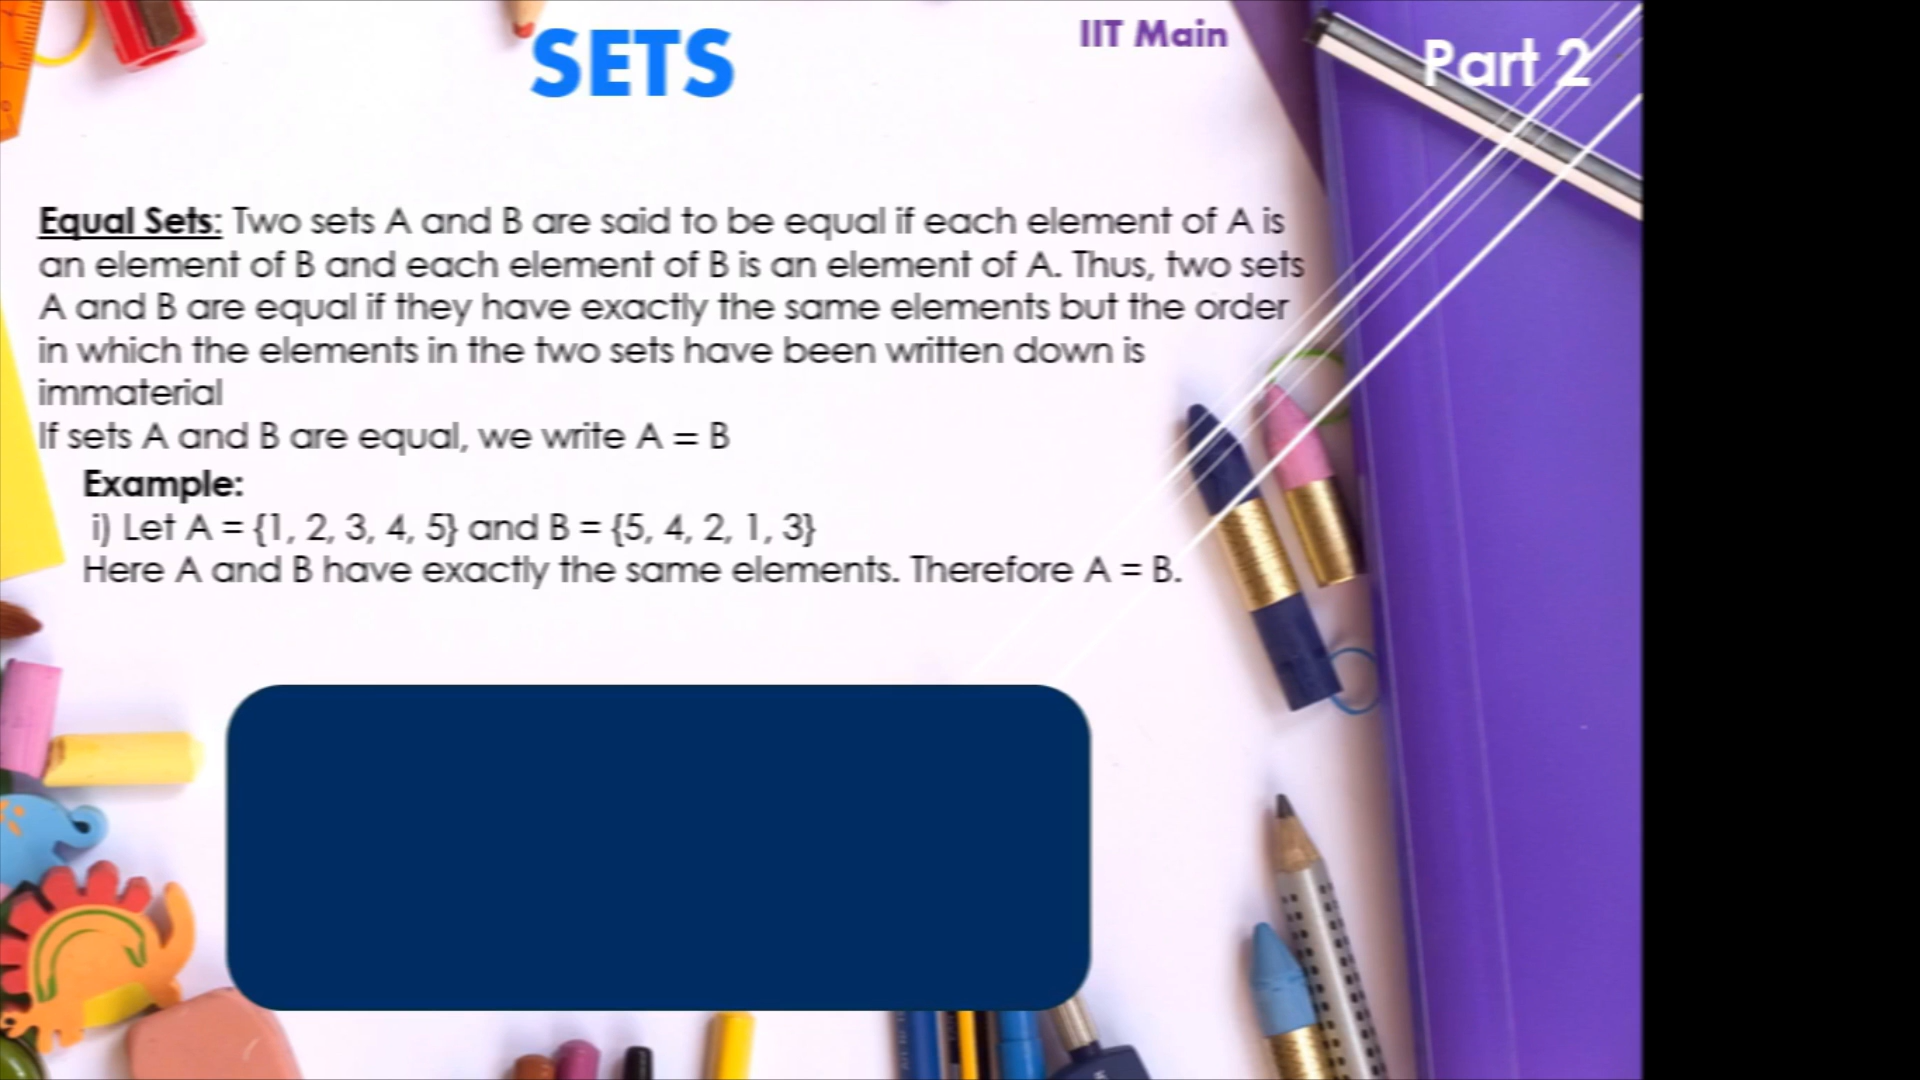 SETS
IIT Main
Part 2
Equal Sets: Two sets A and B are said to be equal if each element of A is
an element of B and each element of B is an element of A. Thus, two sets
A and B are equal if they have exactly the same elements but the order
in which the elements in the two sets have been written down is
immaterial
If sets A and B are equal, we write A = B
Example:
i) Let A = {1, 2, 3, 4, 5} and B = {5, 4, 2, 1, 3}
Here A and B have exactly the same elements. Therefore A = B.